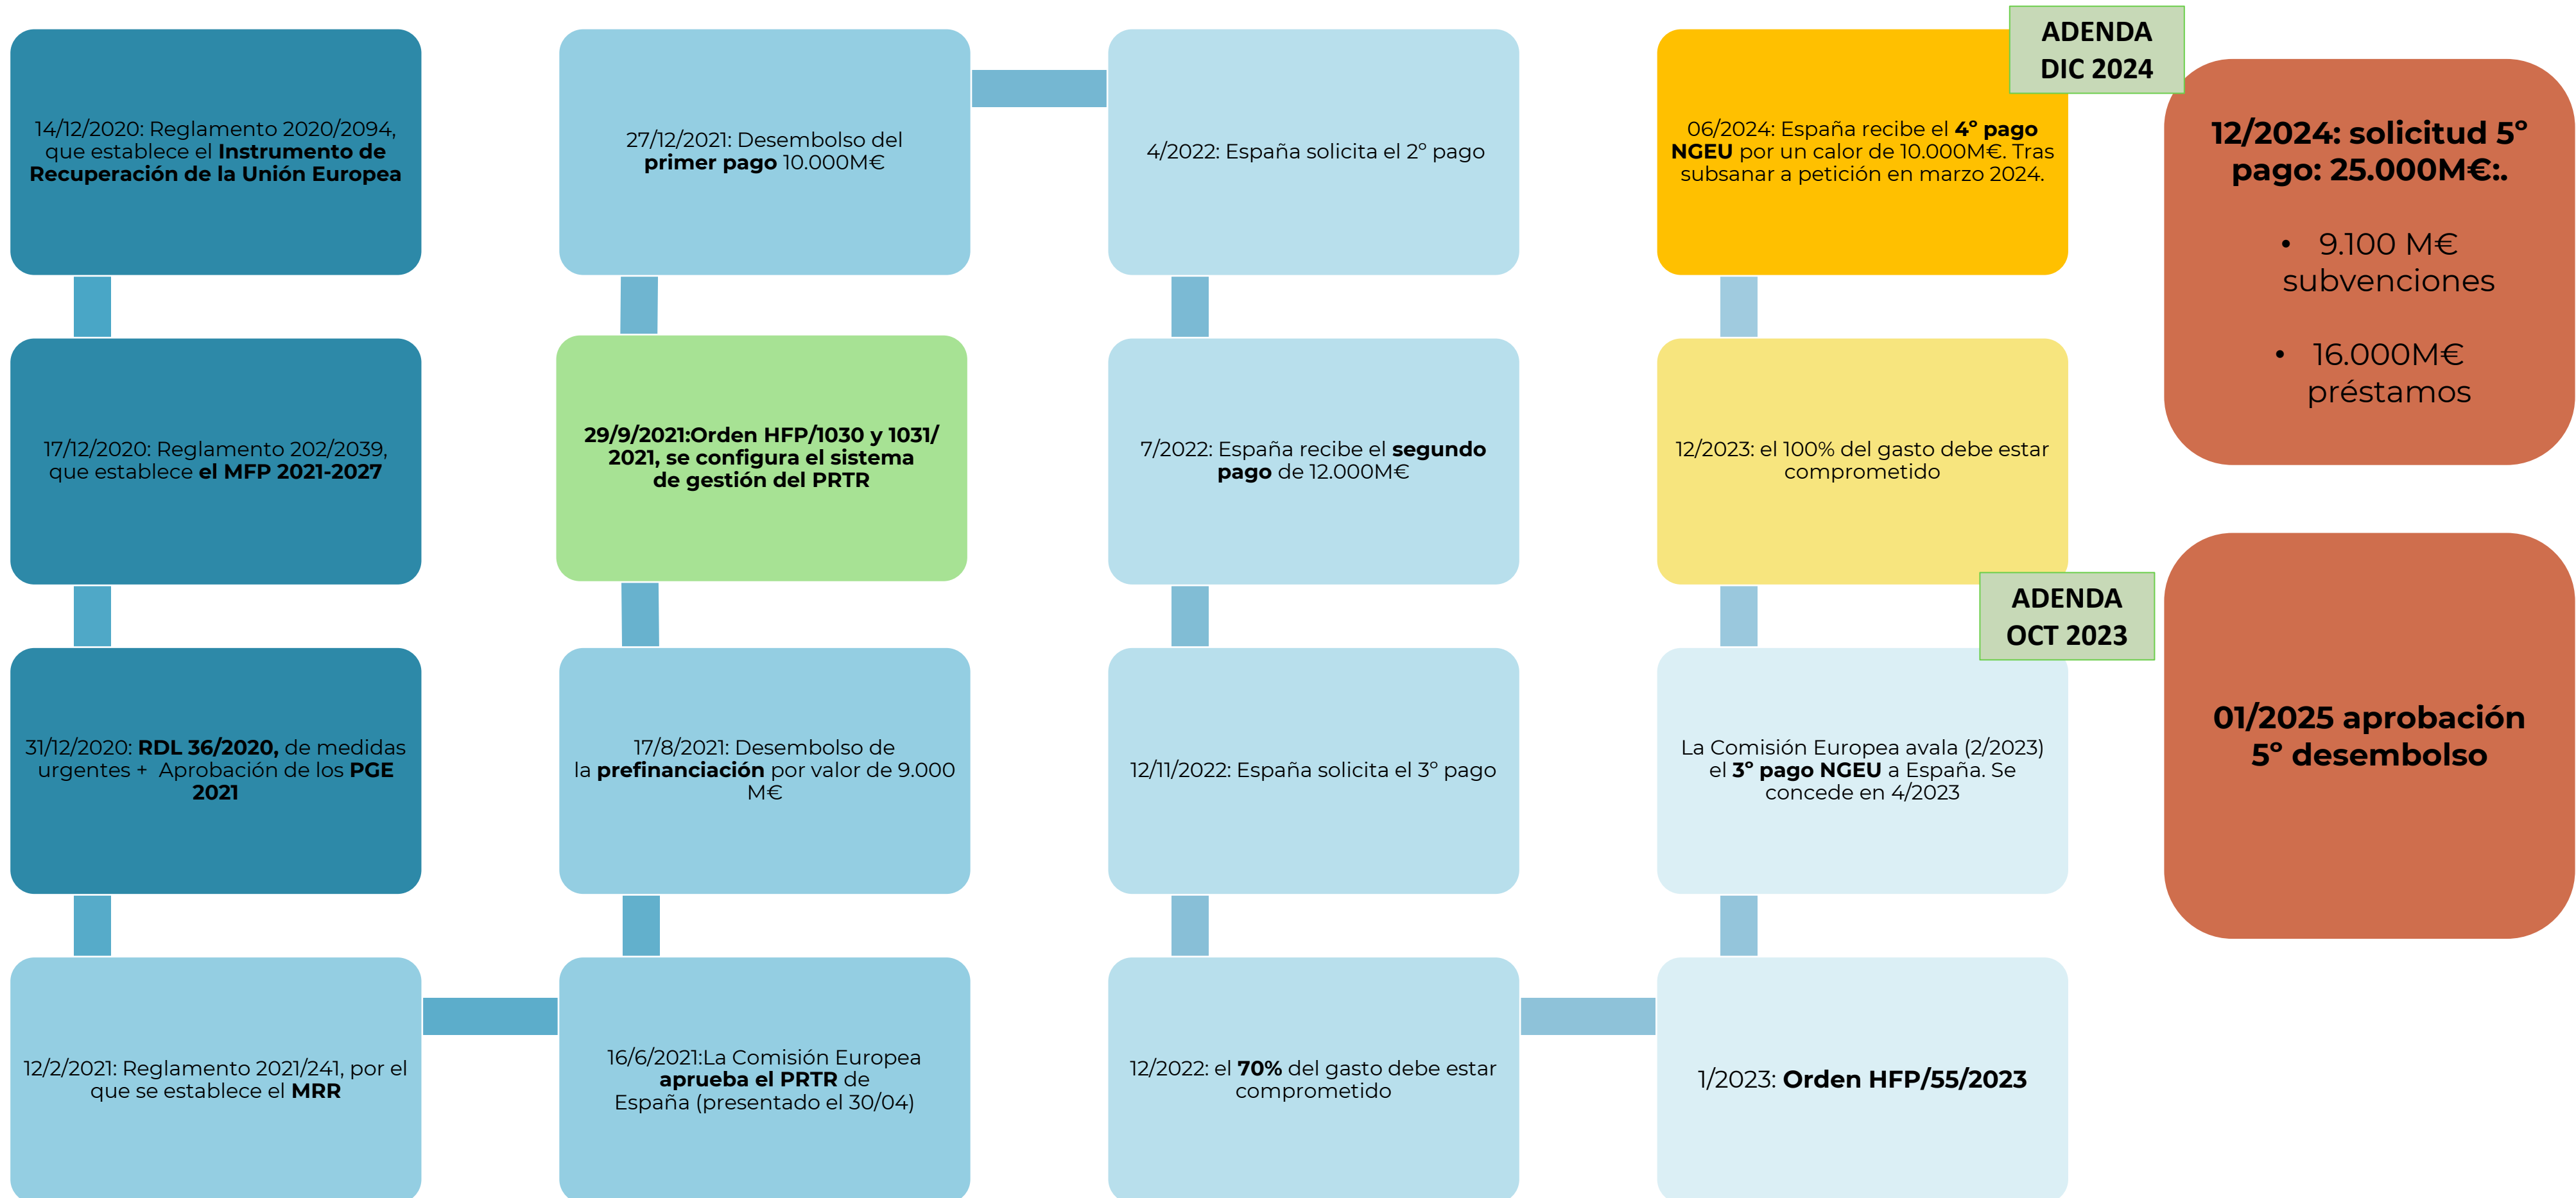 14/12/2020: Reglamento 2020/2094,
que establece el Instrumento de
Recuperación de la Unión Europea
17/12/2020: Reglamento 202/2039,
que establece el MFP 2021-2027
31/12/2020: RDL 36/2020, de medidas
urgentes + Aprobación de los PGE
2021
12/2/2021: Reglamento 2021/241, por el
que se establece el MRR
16/6/2021:La Comisión Europea
aprueba el PRTR de
España (presentado el 30/04)
17/8/2021: Desembolso de
la prefinanciación por valor de 9.000
M€
29/9/2021:Orden HFP/1030 y 1031/
2021, se configura el sistema
de gestión del PRTR
27/12/2021: Desembolso del
primer pago 10.000M€
4/2022: España solicita el 2º pago
7/2022: España recibe el segundo
pago de 12.000M€
12/11/2022: España solicita el 3º pago
12/2022: el 70% del gasto debe estar
comprometido
1/2023: Orden HFP/55/2023
La Comisión Europea avala (2/2023)
el 3º pago NGEU a España. Se
concede en 4/2023
ADENDA
OCT 2023
12/2023: el 100% del gasto debe estar
comprometido
06/2024: España recibe el 4º pago
NGEU por un calor de 10.000M€. Tras
subsanar a petición en marzo 2024.
ADENDA
DIC 2024
12/2024: solicitud 5º
pago: 25.000M€:.
• 9.100 M€
subvenciones
• 16.000M€
préstamos
01/2025 aprobación
5º desembolso